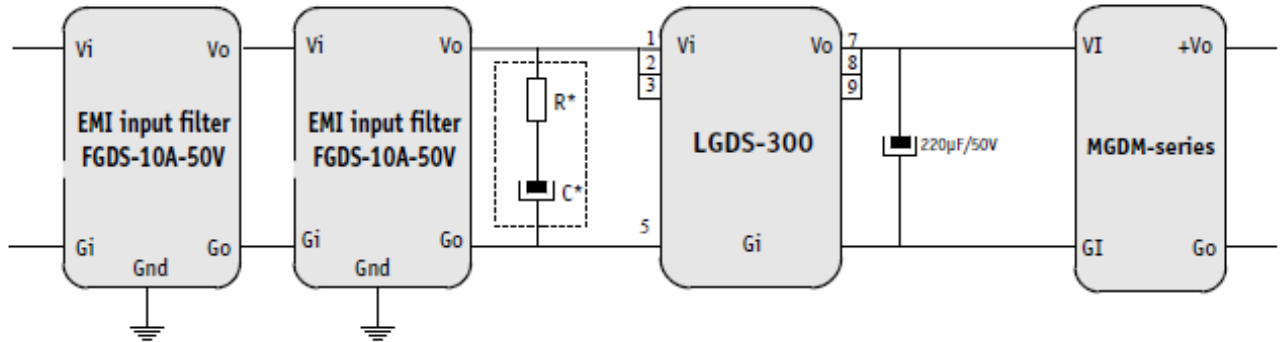 Vi
Vo
EMI input filter
FGDS-10A-50V
Gi
Go
Gnd
Vi
Vo
EMI input filter
FGDS-10A-50V
Gi
Go
Gnd
R*
C*
1
2
3
5
Vi
Vo
LGDS-300
Gi
7
8
9
220µF/50V
VI
+Vo
MGDM-series
GI
Go